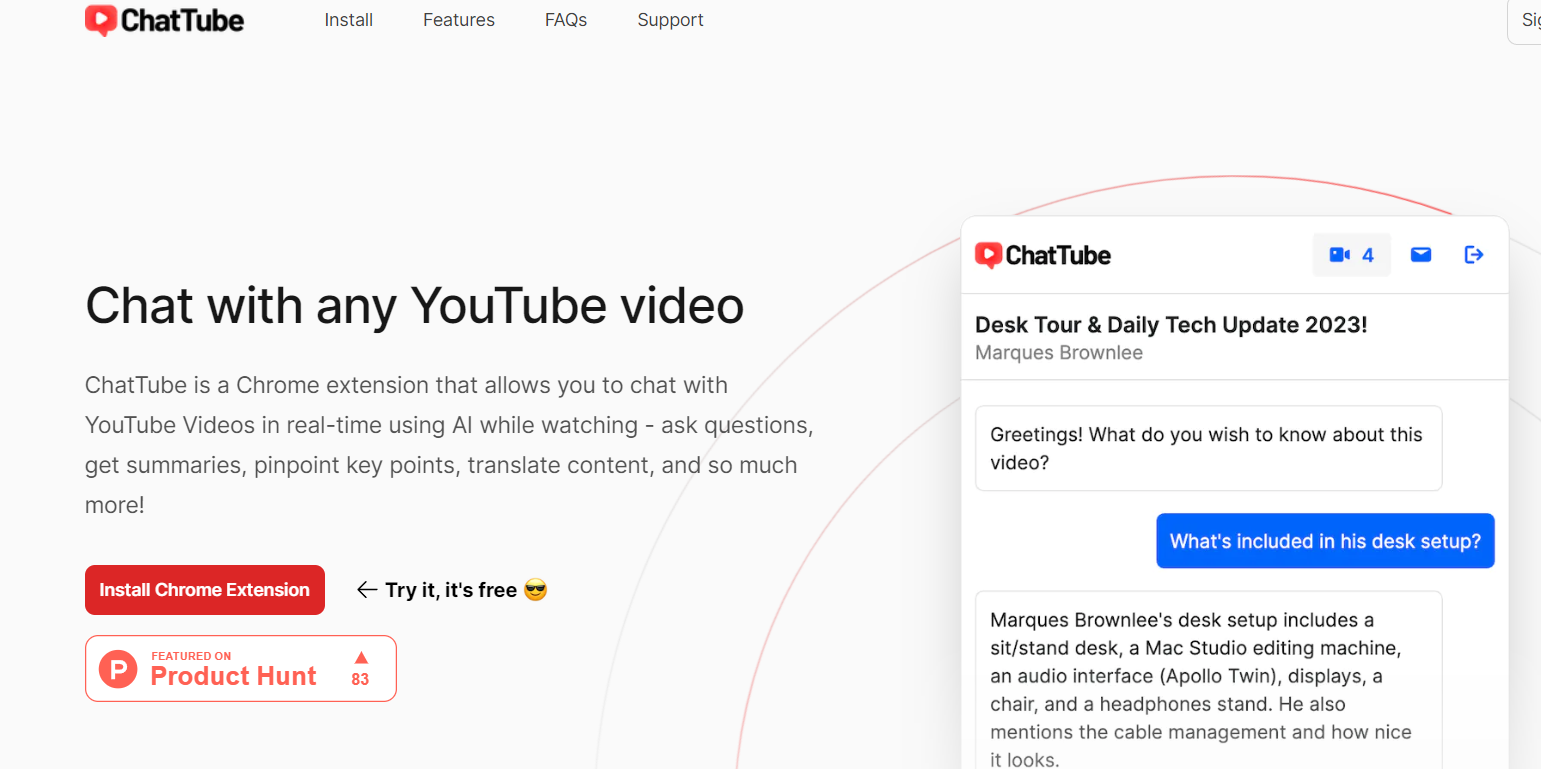 ChatTube Install Features FAQs Support
Chat with any YouTube video
ChatTube is a Chrome extension that allows you to chat with
YouTube Videos in real-time using AI while watching - ask questions,
get summaries, pinpoint key points, translate content, and so much
more!
Install Chrome Extension ← Try it, it's free 😎
FEATURED ON
Product Hunt
▲
83
ChatTube 4
Desk Tour & Daily Tech Update 2023!
Marques Brownlee
Greetings! What do you wish to know about this
video?
What's included in his desk setup?
Marques Brownlee's desk setup includes a
sit/stand desk, a Mac Studio editing machine,
an audio interface (Apollo Twin), displays, a
chair, and a headphones stand. He also
mentions the cable management and how nice
it looks.